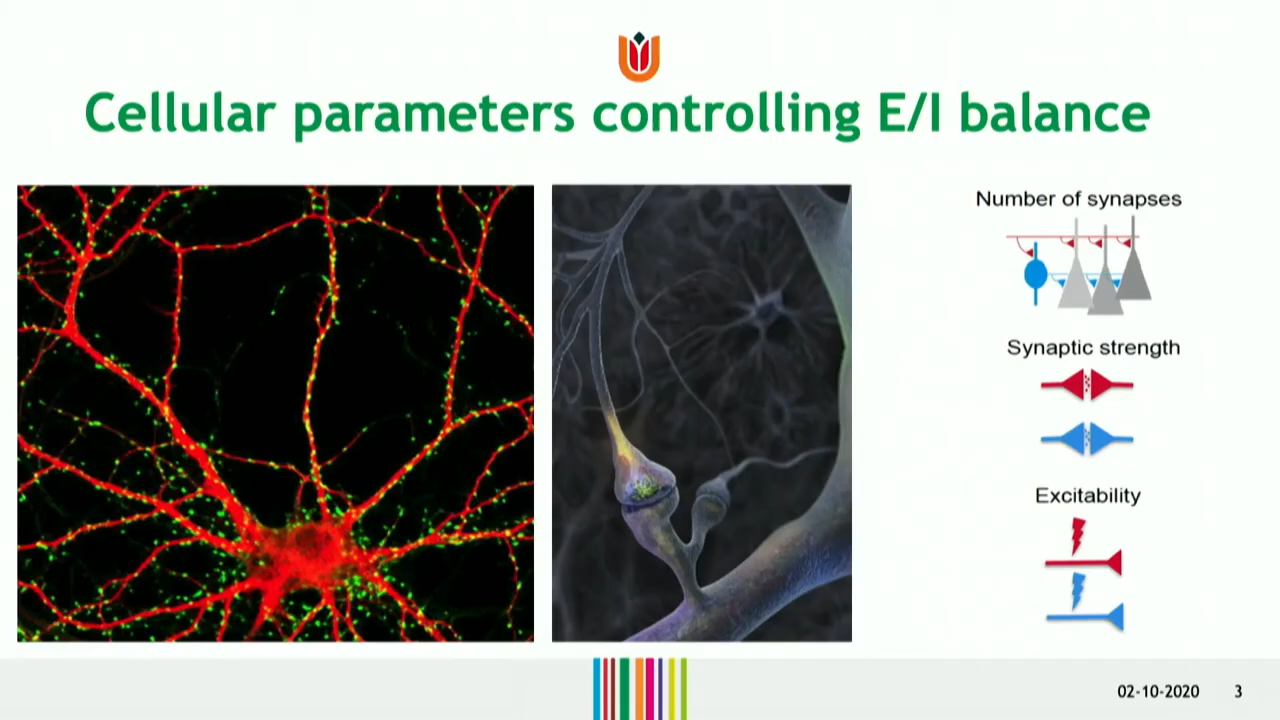 Cellular parameters controlling E/I balance
Number of synapses
Synaptic strength
Excitability
02-10-2020 3